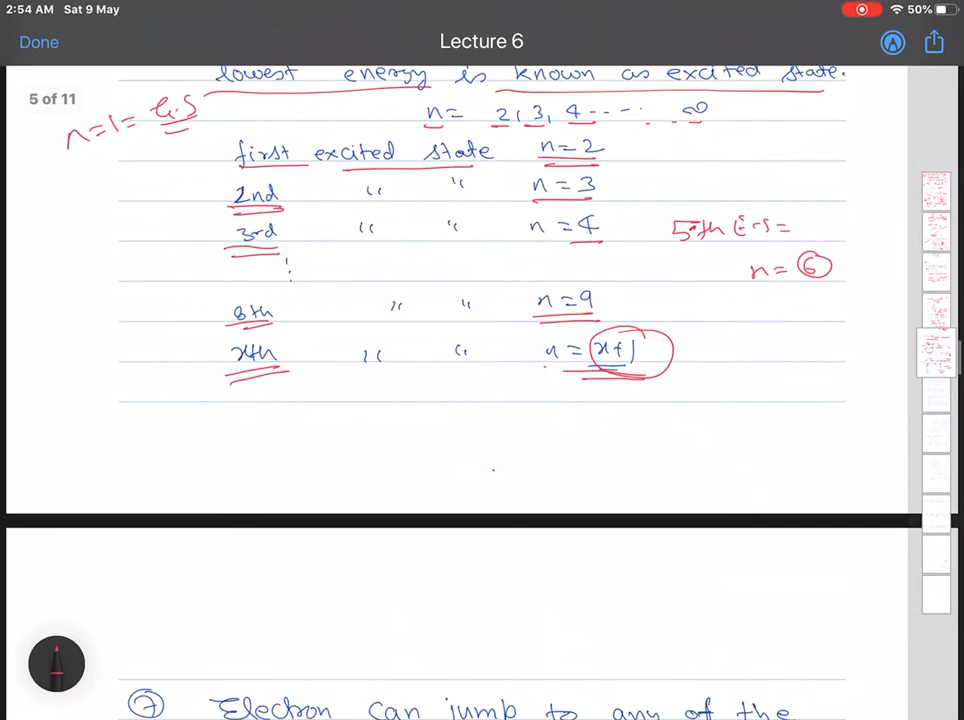 2:54 AM Sat 9 May
50%
Done
Lecture 6
5 of 11
lowest energy is known as excited state.
n=1= G.S
n= 2, 3, 4-- -- . -- ∞
first excited state n=2
2nd " " n=3
3rd " " n=4
5th E.S =
n= 6
8th " " n=9
xth " " n= x+1
7 Electron can jump to any of the